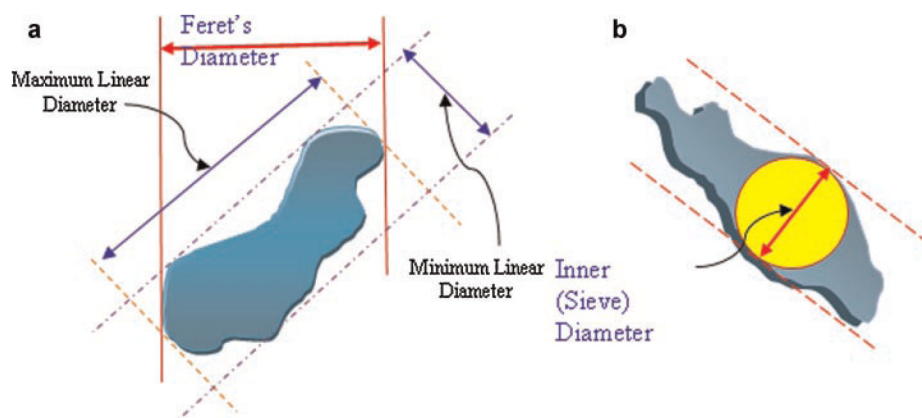 a
Feret's
Diameter
Maximum Linear
Diameter
Minimum Linear
Diameter
b
Inner
(Sieve)
Diameter